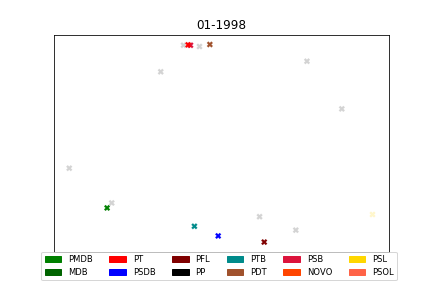 01-1998
PMDB PT PFL PTB PSB PSL
MDB PSDB PP PDT NOVO PSOL